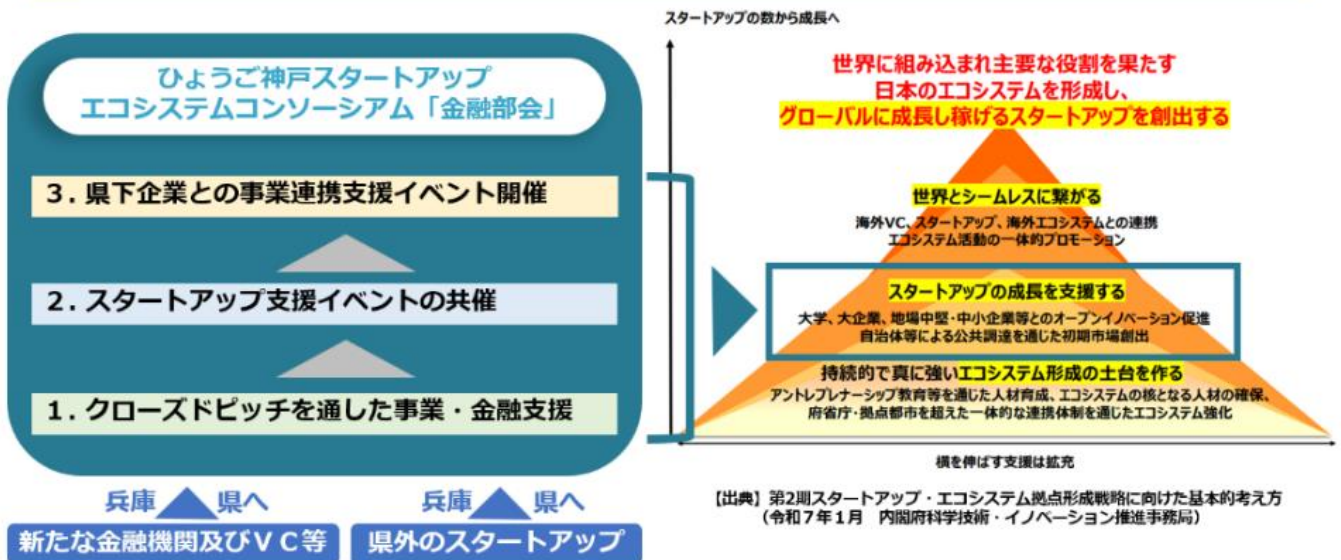 ひょうご神戸スタートアップ
エコシステムコンソーシアム「金融部会」
3．県下企業との事業連携支援イベント開催
2．スタートアップ支援イベントの共催
1．クローズドピッチを通した事業・金融支援
兵庫 県へ
兵庫 県へ
新たな金融機関及びＶＣ等
県外のスタートアップ
スタートアップの数から成長へ
世界に組み込まれ主要な役割を果たす
日本のエコシステムを形成し、
グローバルに成長し稼げるスタートアップを創出する
世界とシームレスに繋がる
海外VC、スタートアップ、海外エコシステムとの連携
エコシステム活動の一体的プロモーション
スタートアップの成長を支援する
大学、大企業、地場中堅・中小企業等とのオープンイノベーション促進
自治体等による公共調達を通じた初期市場創出
持続的で真に強いエコシステム形成の土台を作る
アントレプレナーシップ教育等を通じた人材育成、エコシステムの核となる人材の確保、
府省庁・拠点都市を超えた一体的な連携体制を通じたエコシステム強化
横を伸ばす支援は拡充
【出典】第2期スタートアップ・エコシステム拠点形成戦略に向けた基本的考え方
（令和７年１月　内閣府科学技術・イノベーション推進事務局）